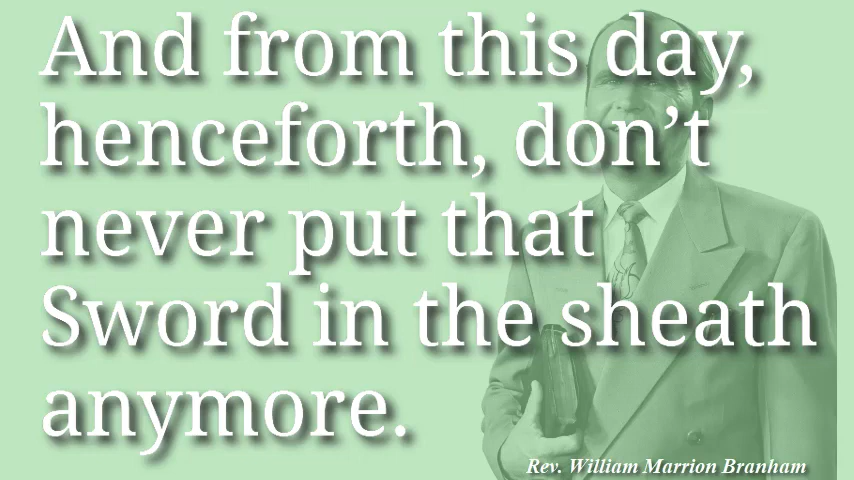 And from this day,
henceforth, don’t
never put that
Sword in the sheath
anymore.
Rev. William Marrion Branham